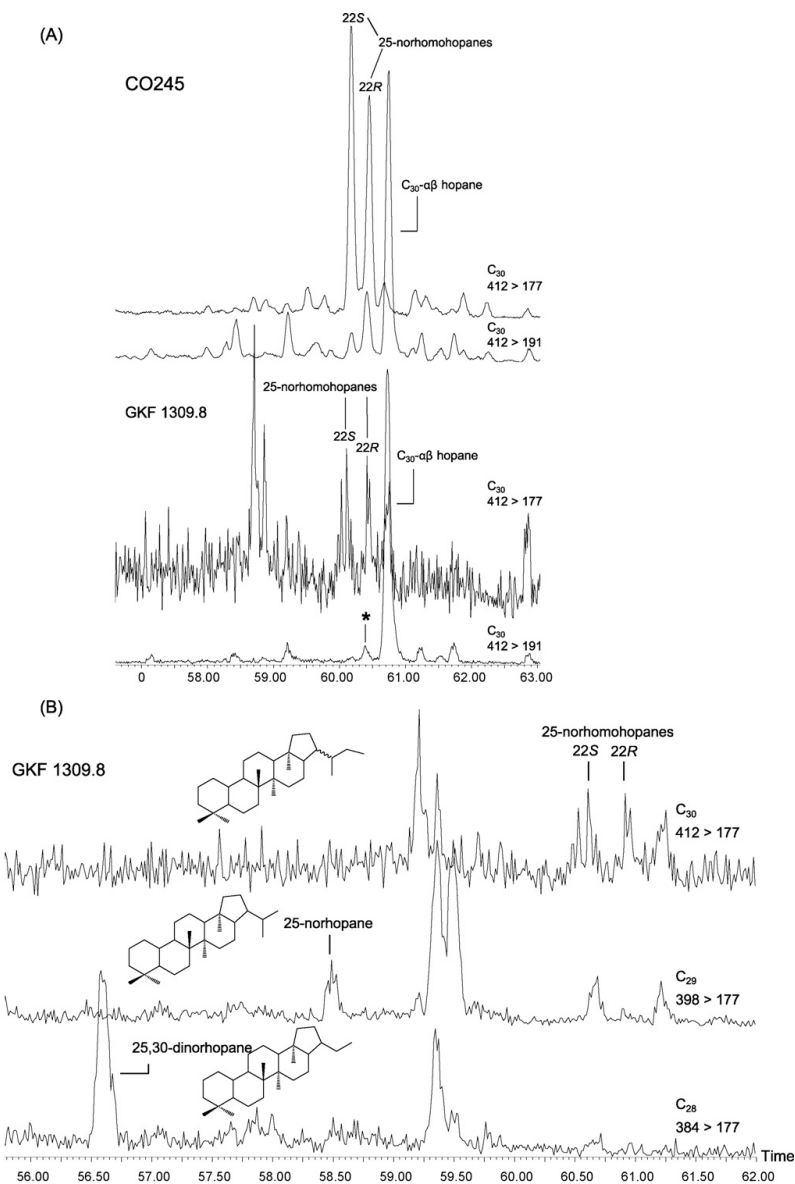 (A)
CO245
22S
25-norhomohopanes
22R
C₃₀-αβ hopane
C₃₀
412 > 177
C₃₀
412 > 191
GKF 1309.8
25-norhomohopanes
22S
22R
C₃₀-αβ hopane
C₃₀
412 > 177
*
C₃₀
412 > 191
0 58.00 59.00 60.00 61.00 62.00 63.00
(B)
GKF 1309.8
25-norhomohopanes
22S 22R
C₃₀
412 > 177
25-norhopane
C₂₉
398 > 177
25,30-dinorhopane
C₂₈
384 > 177
Time
56.00 56.50 57.00 57.50 58.00 58.50 59.00 59.50 60.00 60.50 61.00 61.50 62.00